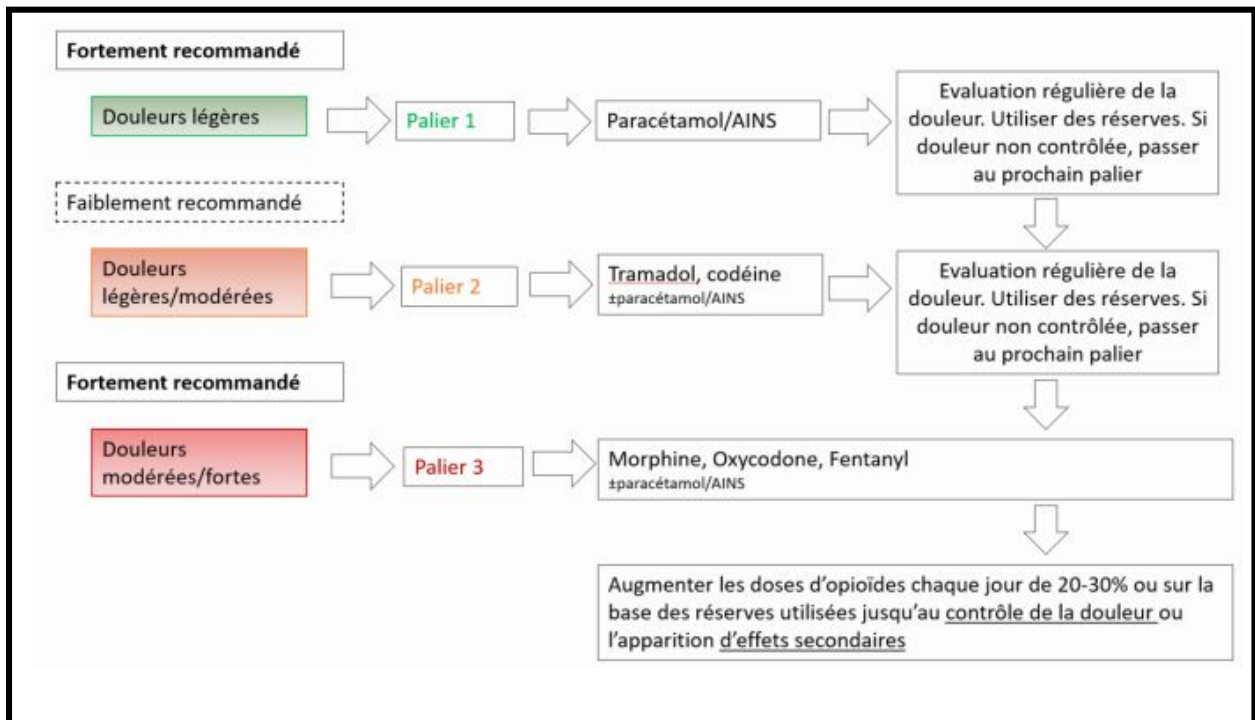 Fortement recommandé
Douleurs légères
Palier 1
Paracétamol/AINS
Evaluation régulière de la
douleur. Utiliser des réserves. Si
douleur non contrôlée, passer
au prochain palier
Faiblement recommandé
Douleurs
légères/modérées
Palier 2
Tramadol, codéine
±paracétamol/AINS
Evaluation régulière de la
douleur. Utiliser des réserves. Si
douleur non contrôlée, passer
au prochain palier
Fortement recommandé
Douleurs
modérées/fortes
Palier 3
Morphine, Oxycodone, Fentanyl
±paracétamol/AINS
Augmenter les doses d'opioïdes chaque jour de 20-30% ou sur la
base des réserves utilisées jusqu'au contrôle de la douleur ou
l'apparition d'effets secondaires